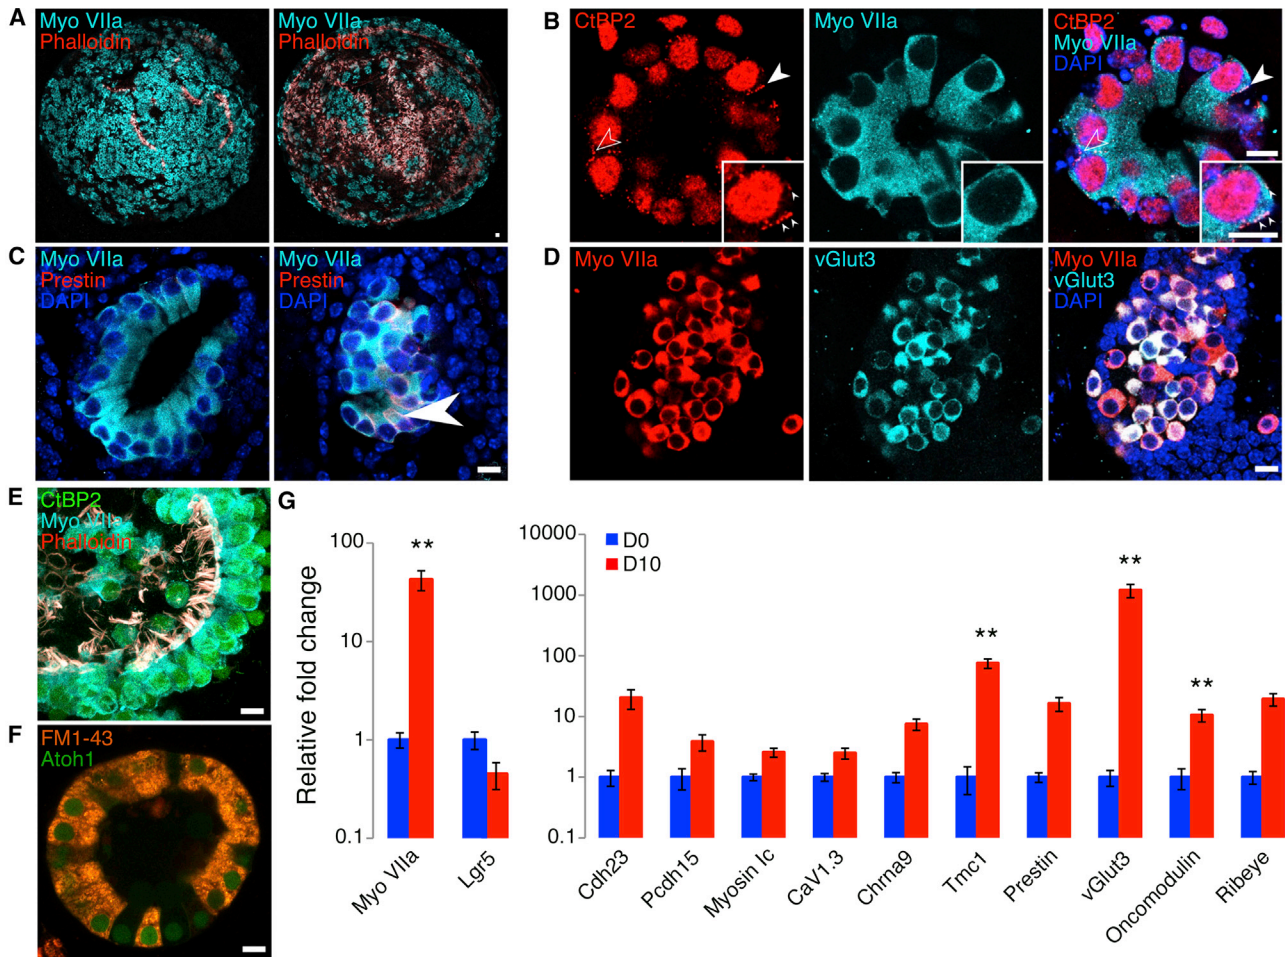 A
Myo VIIa
Phalloidin
Myo VIIa
Phalloidin
B
CtBP2
Myo VIIa
CtBP2
Myo VIIa
DAPI
C
Myo VIIa
Prestin
DAPI
Myo VIIa
Prestin
DAPI
D
Myo VIIa
vGlut3
Myo VIIa
vGlut3
DAPI
E
CtBP2
Myo VIIa
Phalloidin
F
FM1-43
Atoh1
G
Relative fold change
100
10
1
0.1
**
Myo VIIa
Lgr5
10000
1000
100
10
1
0.1
D0
D10
**
**
**
Cdh23
Pcdh15
Myosin Ic
CaV1.3
Chrna9
Tmc1
Prestin
vGlut3
Oncomodulin
Ribeye